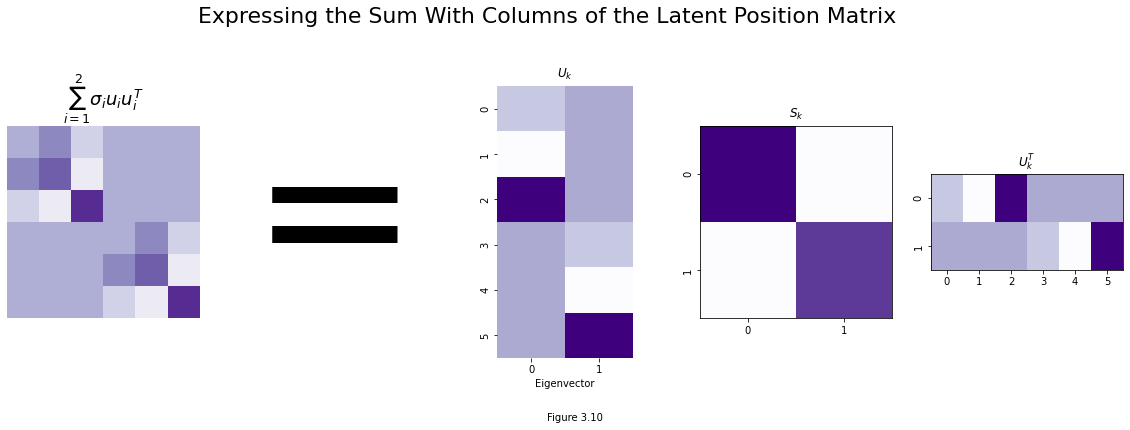 Expressing the Sum With Columns of the Latent Position Matrix
2
∑ σ_i u_i u_i^T
i = 1
U_k
0
1
2
3
4
5
0 1
Eigenvector
S_k
0
1
0 1
U_k^T
0
1
0 1 2 3 4 5
Figure 3.10